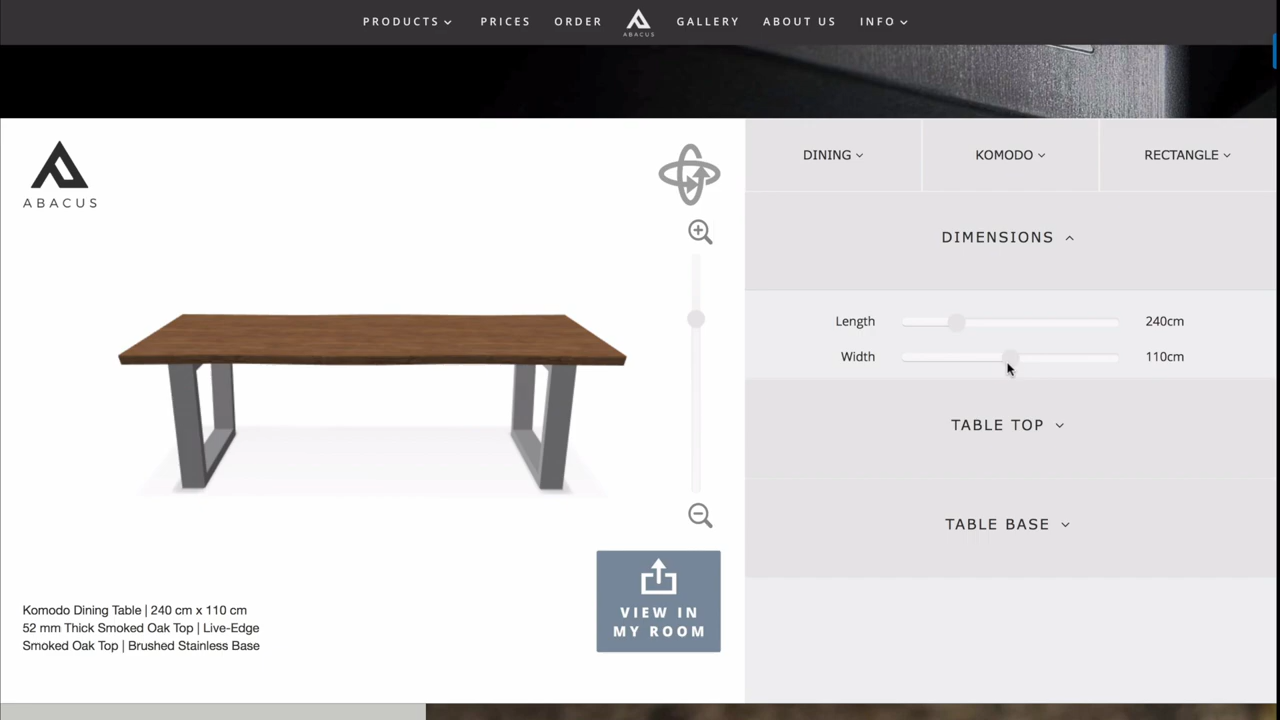 PRODUCTS PRICES ORDER ABACUS GALLERY ABOUT US INFO
ABACUS
DINING KOMODO RECTANGLE
DIMENSIONS
Length 240cm
Width 110cm
TABLE TOP
TABLE BASE
VIEW IN
MY ROOM
Komodo Dining Table | 240 cm x 110 cm
52 mm Thick Smoked Oak Top | Live-Edge
Smoked Oak Top | Brushed Stainless Base